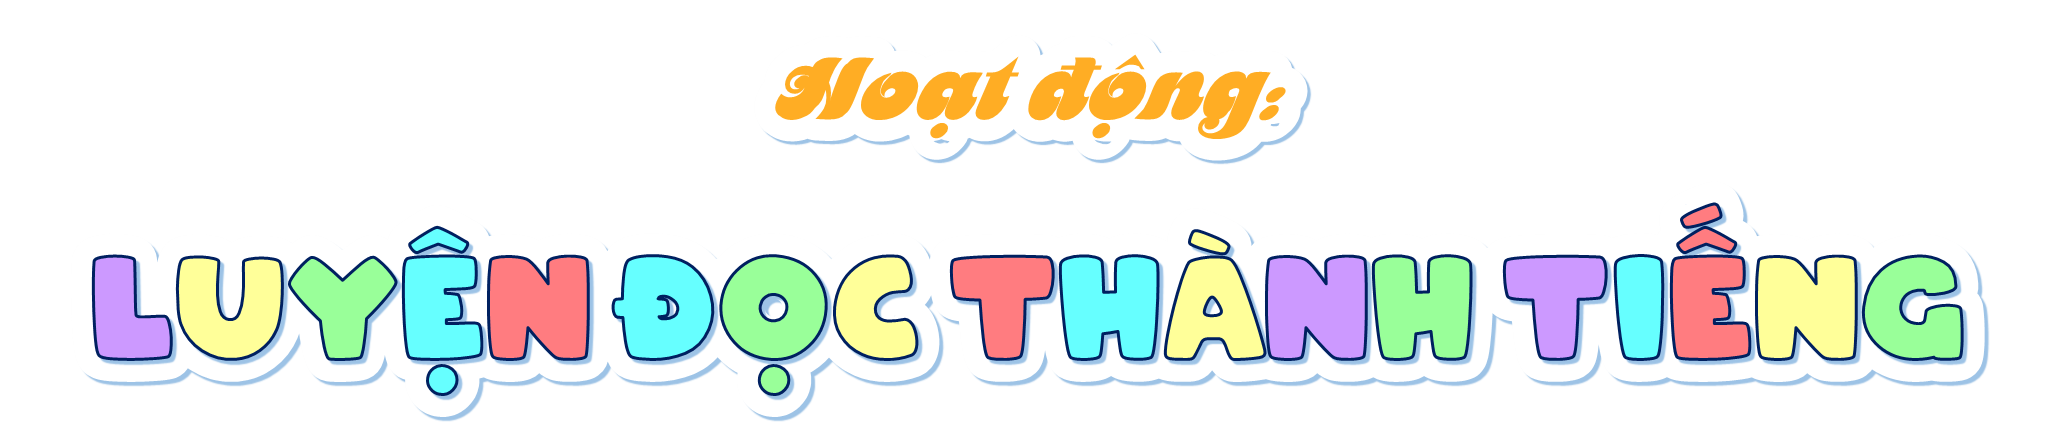 Hoạt động:
LUYỆN ĐỌC THÀNH TIẾNG